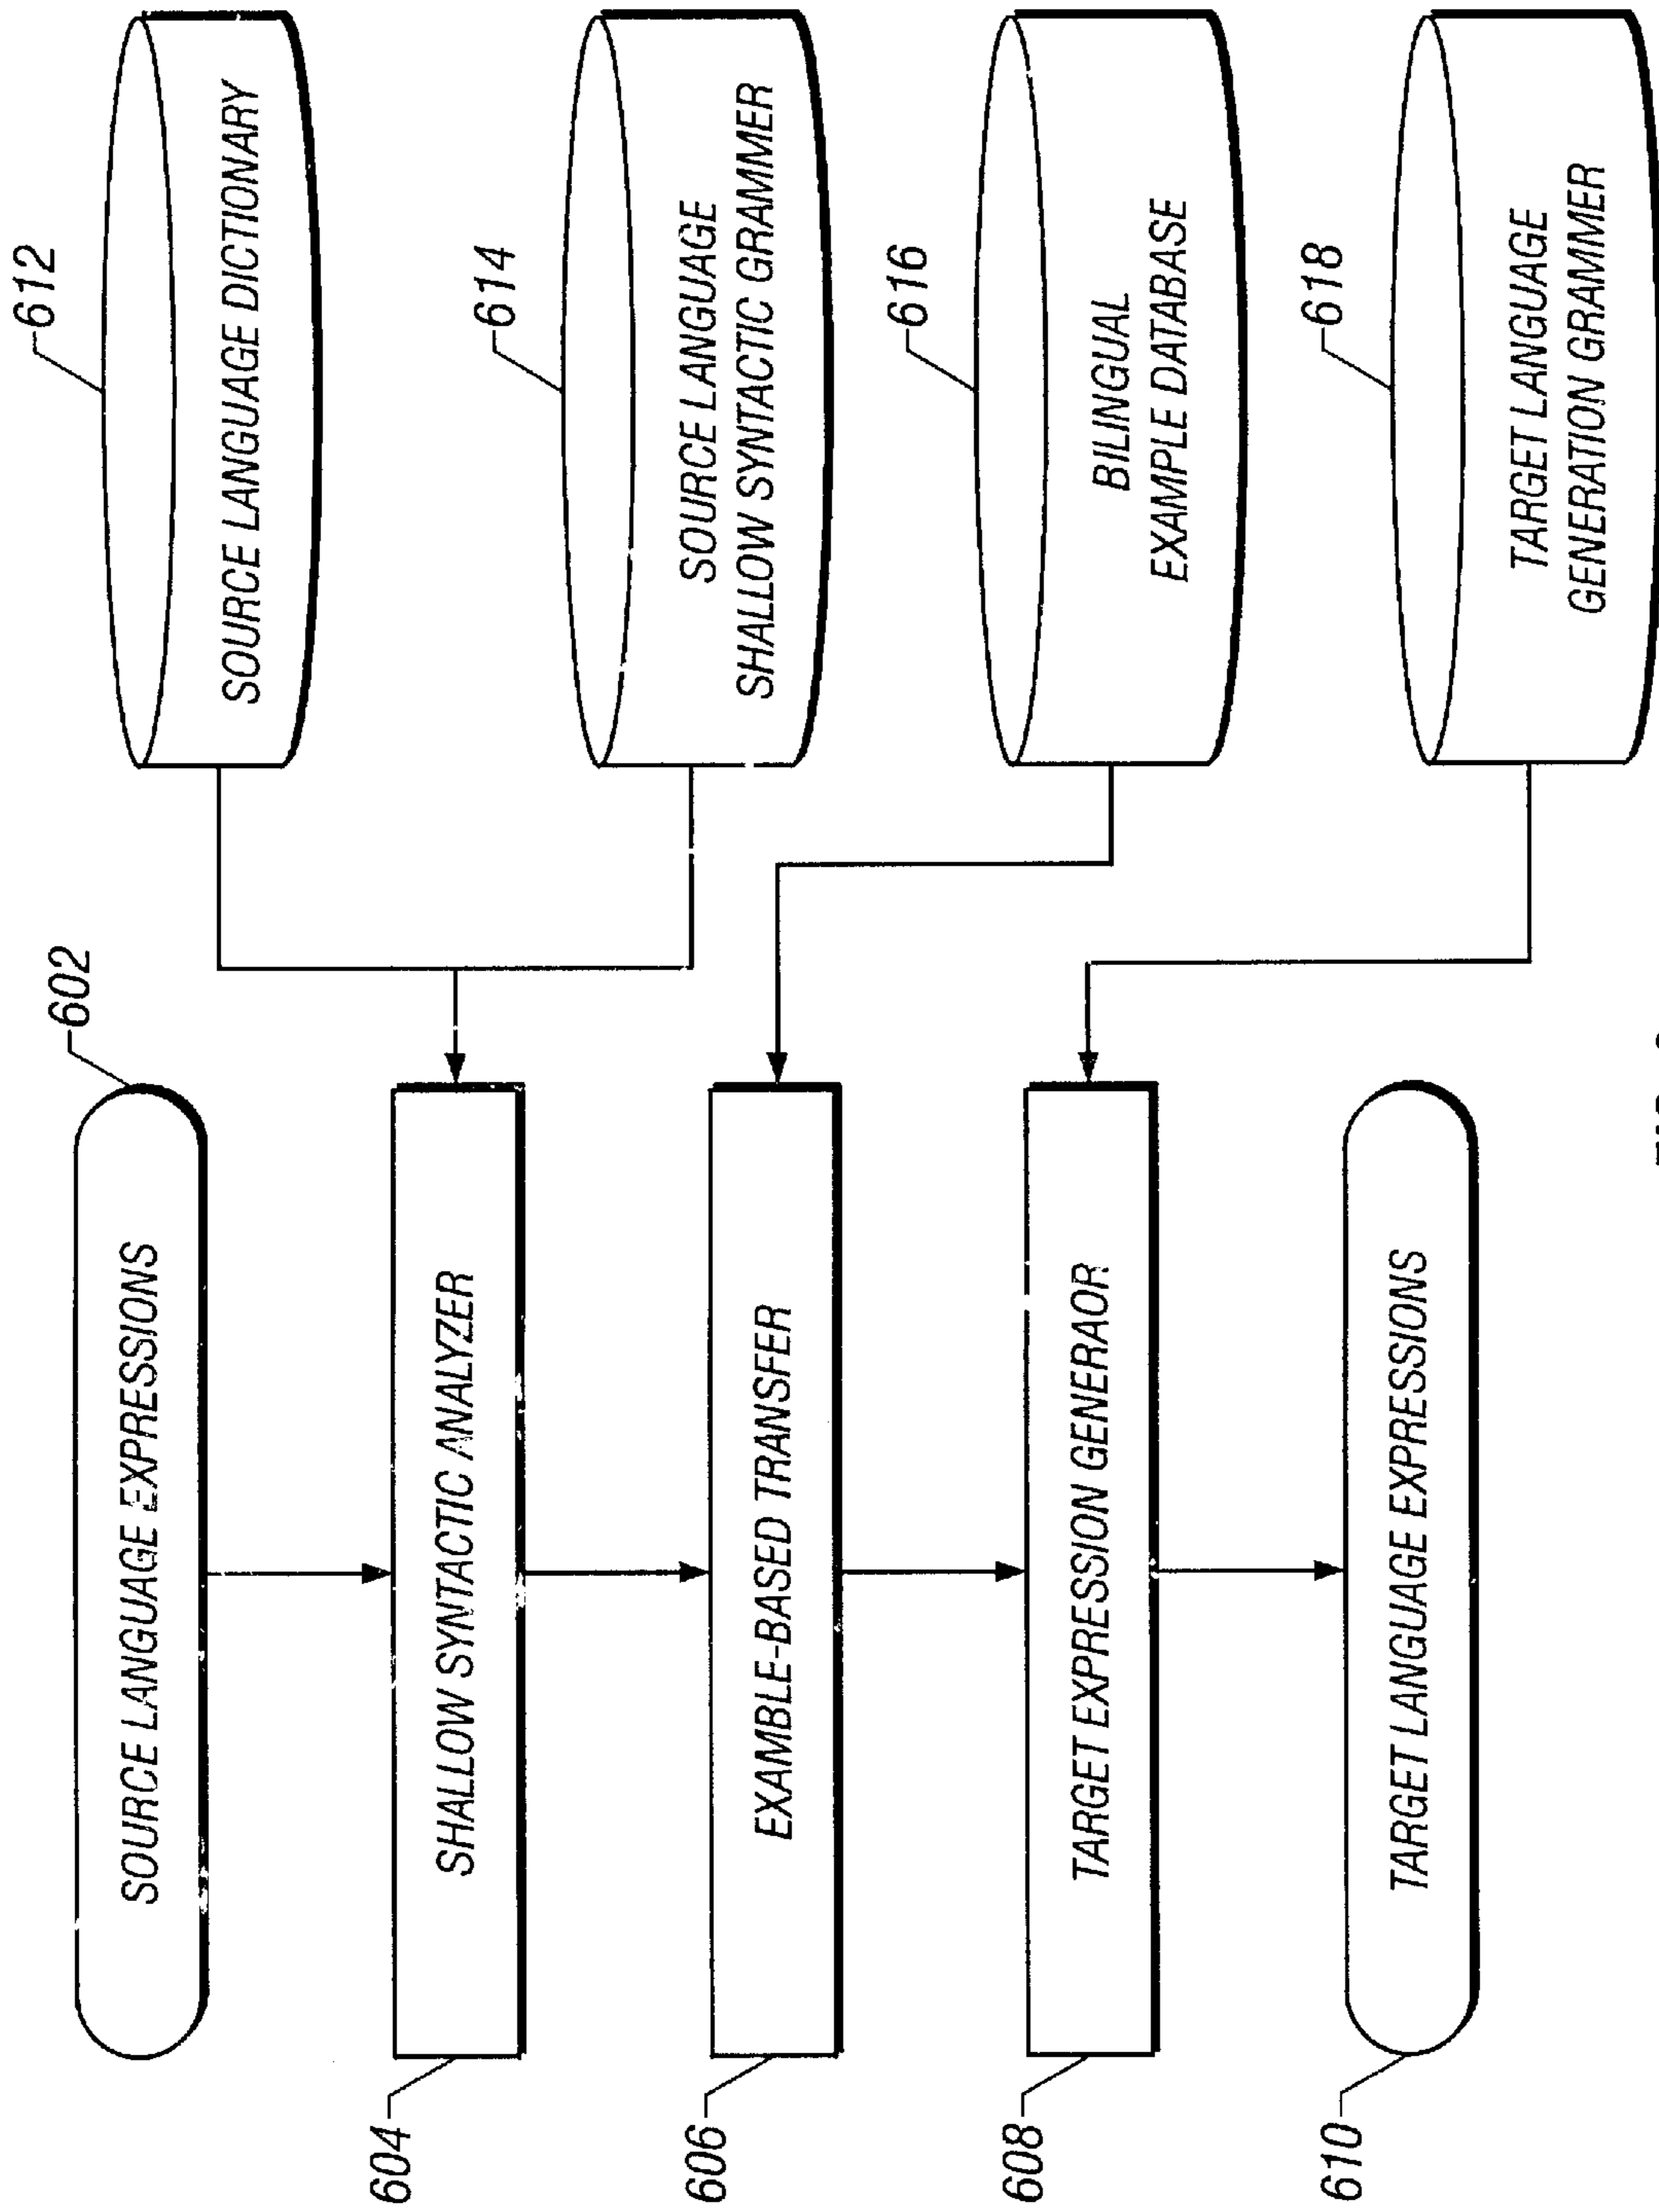 602
SOURCE LANGUAGE EXPRESSIONS
604
SHALLOW SYNTACTIC ANALYZER
606
EXAMBLE-BASED TRANSFER
608
TARGET EXPRESSION GENERAOR
610
TARGET LANGUAGE EXPRESSIONS
612
SOURCE LANGUAGE DICTIONARY
614
SOURCE LANGUAGE
SHALLOW SYNTACTIC GRAMMER
616
BILINGUAL
EXAMPLE DATABASE
618
TARGET LANGUAGE
GENERATION GRAMMER